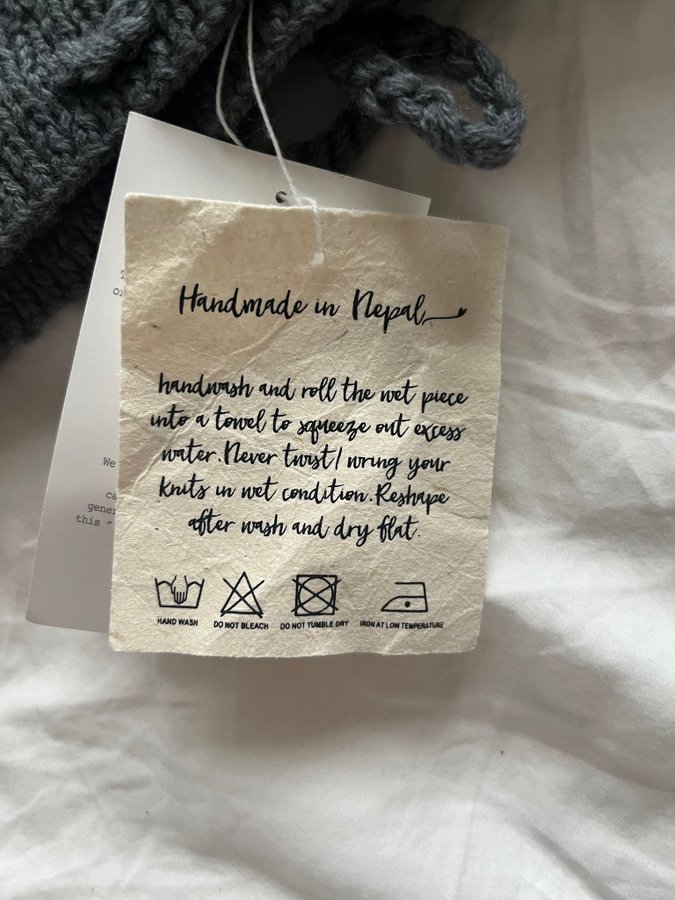 Handmade in Nepal
handwash and roll the wet piece
into a towel to squeeze out excess
water. Never twist/wring your
knits in wet condition. Reshape
after wash and dry flat.
HAND WASH
DO NOT BLEACH
DO NOT TUMBLE DRY
IRON AT LOW TEMPERATURE
We
this "